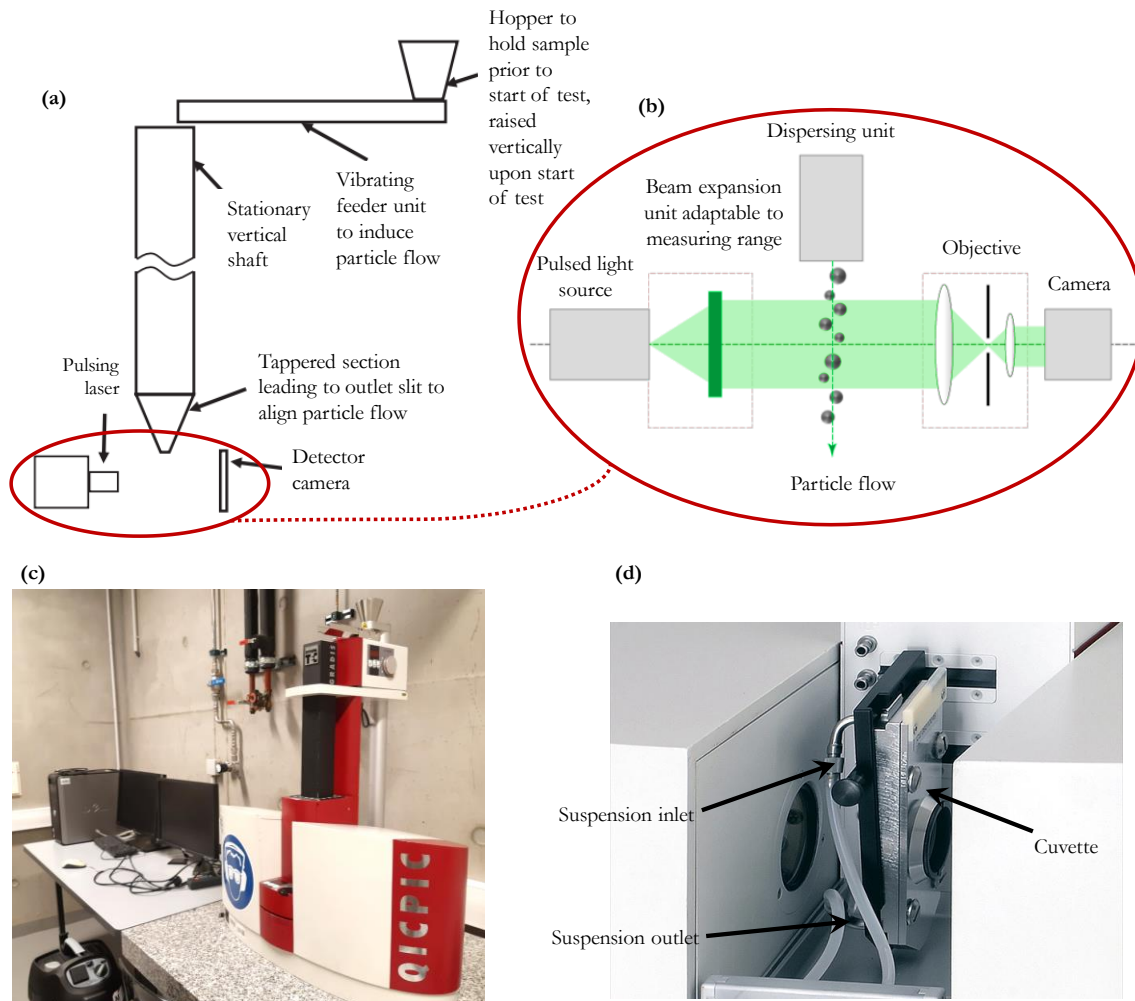 (a)
Hopper to
hold sample
prior to
start of test,
raised
vertically
upon start
of test
Stationary
vertical
shaft
Vibrating
feeder unit
to induce
particle flow
Pulsing
laser
Tappered section
leading to outlet slit to
align particle flow
Detector
camera
(b)
Dispersing unit
Beam expansion
unit adaptable to
measuring range
Objective
Pulsed light
source
Camera
Particle flow
(c)
GRADIS
QICPIC
(d)
Suspension inlet
Cuvette
Suspension outlet